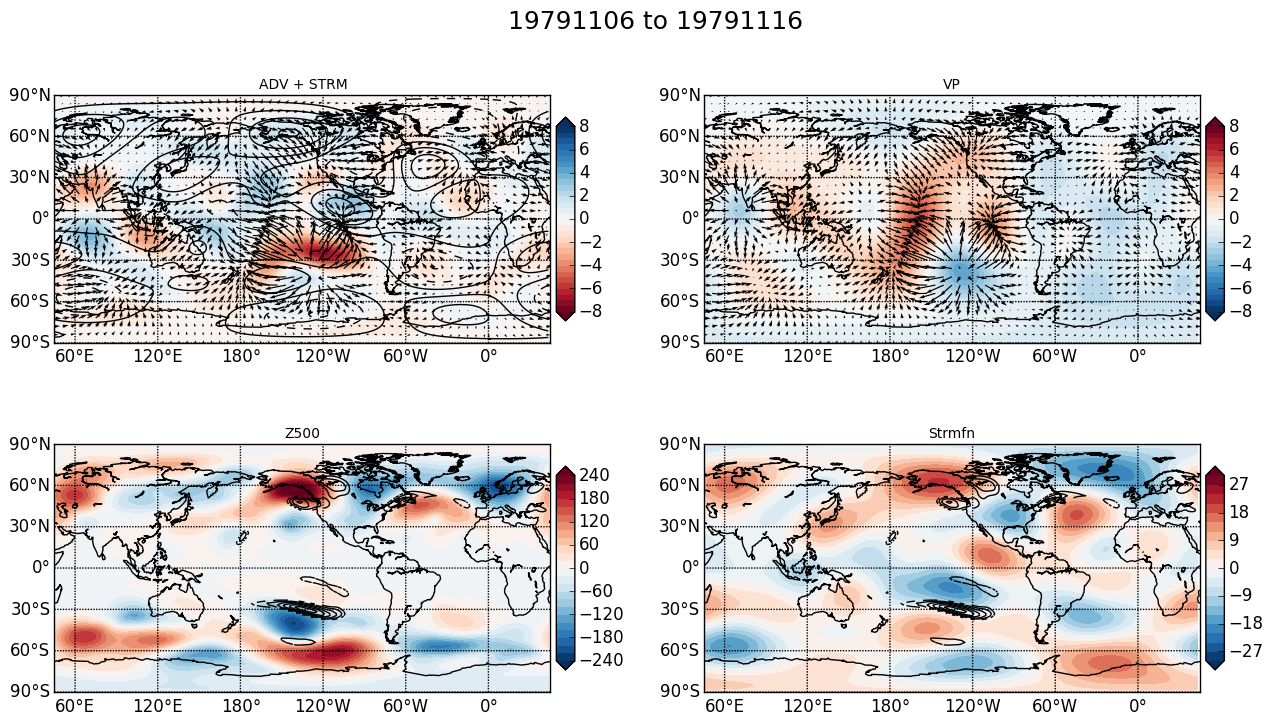 19791106 to 19791116
ADV + STRM
90°N
60°N
30°N
0°
30°S
60°S
90°S
60°E 120°E 180° 120°W 60°W 0°
8
6
4
2
0
−2
−4
−6
−8
VP
90°N
60°N
30°N
0°
30°S
60°S
90°S
60°E 120°E 180° 120°W 60°W 0°
8
6
4
2
0
−2
−4
−6
−8
Z500
90°N
60°N
30°N
0°
30°S
60°S
90°S
60°E 120°E 180° 120°W 60°W 0°
240
180
120
60
0
−60
−120
−180
−240
Strmfn
90°N
60°N
30°N
0°
30°S
60°S
90°S
60°E 120°E 180° 120°W 60°W 0°
27
18
9
0
−9
−18
−27